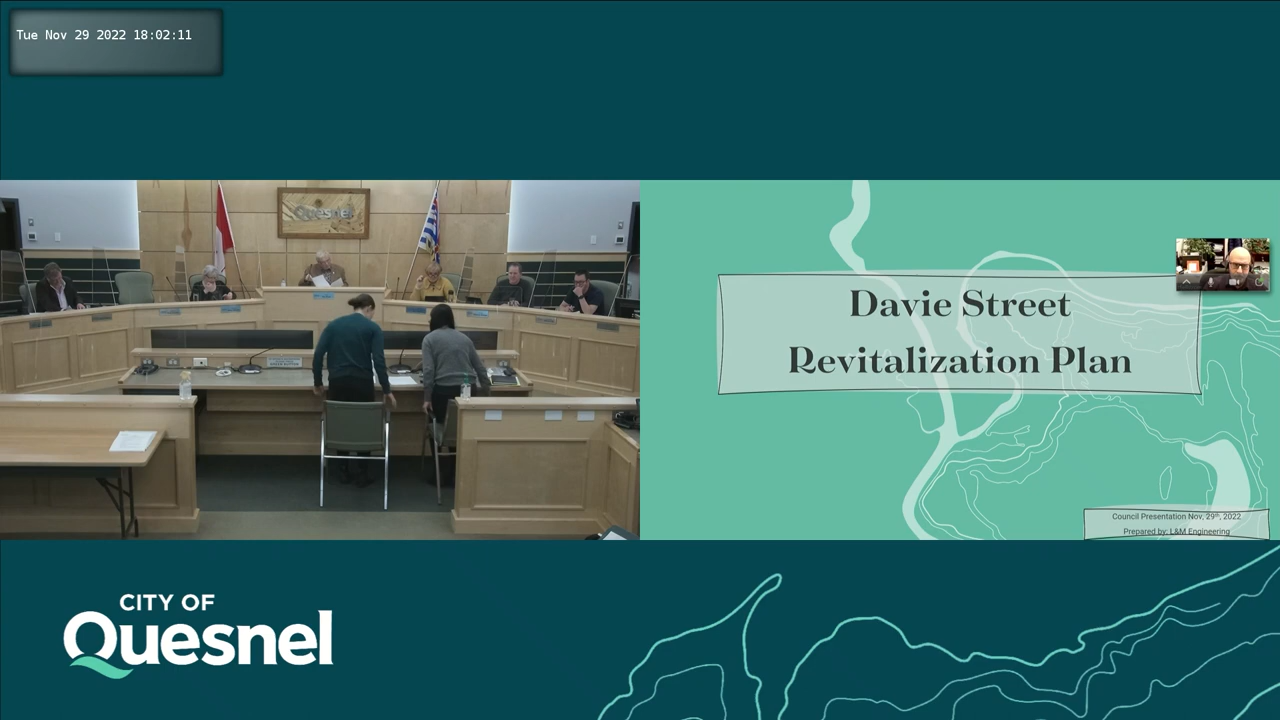 Tue Nov 29 2022 18:02:11
Quesnel
Davie Street
Revitalization Plan
Council Presentation Nov, 29th, 2022
Prepared by: L&M Engineering
CITY OF
Quesnel